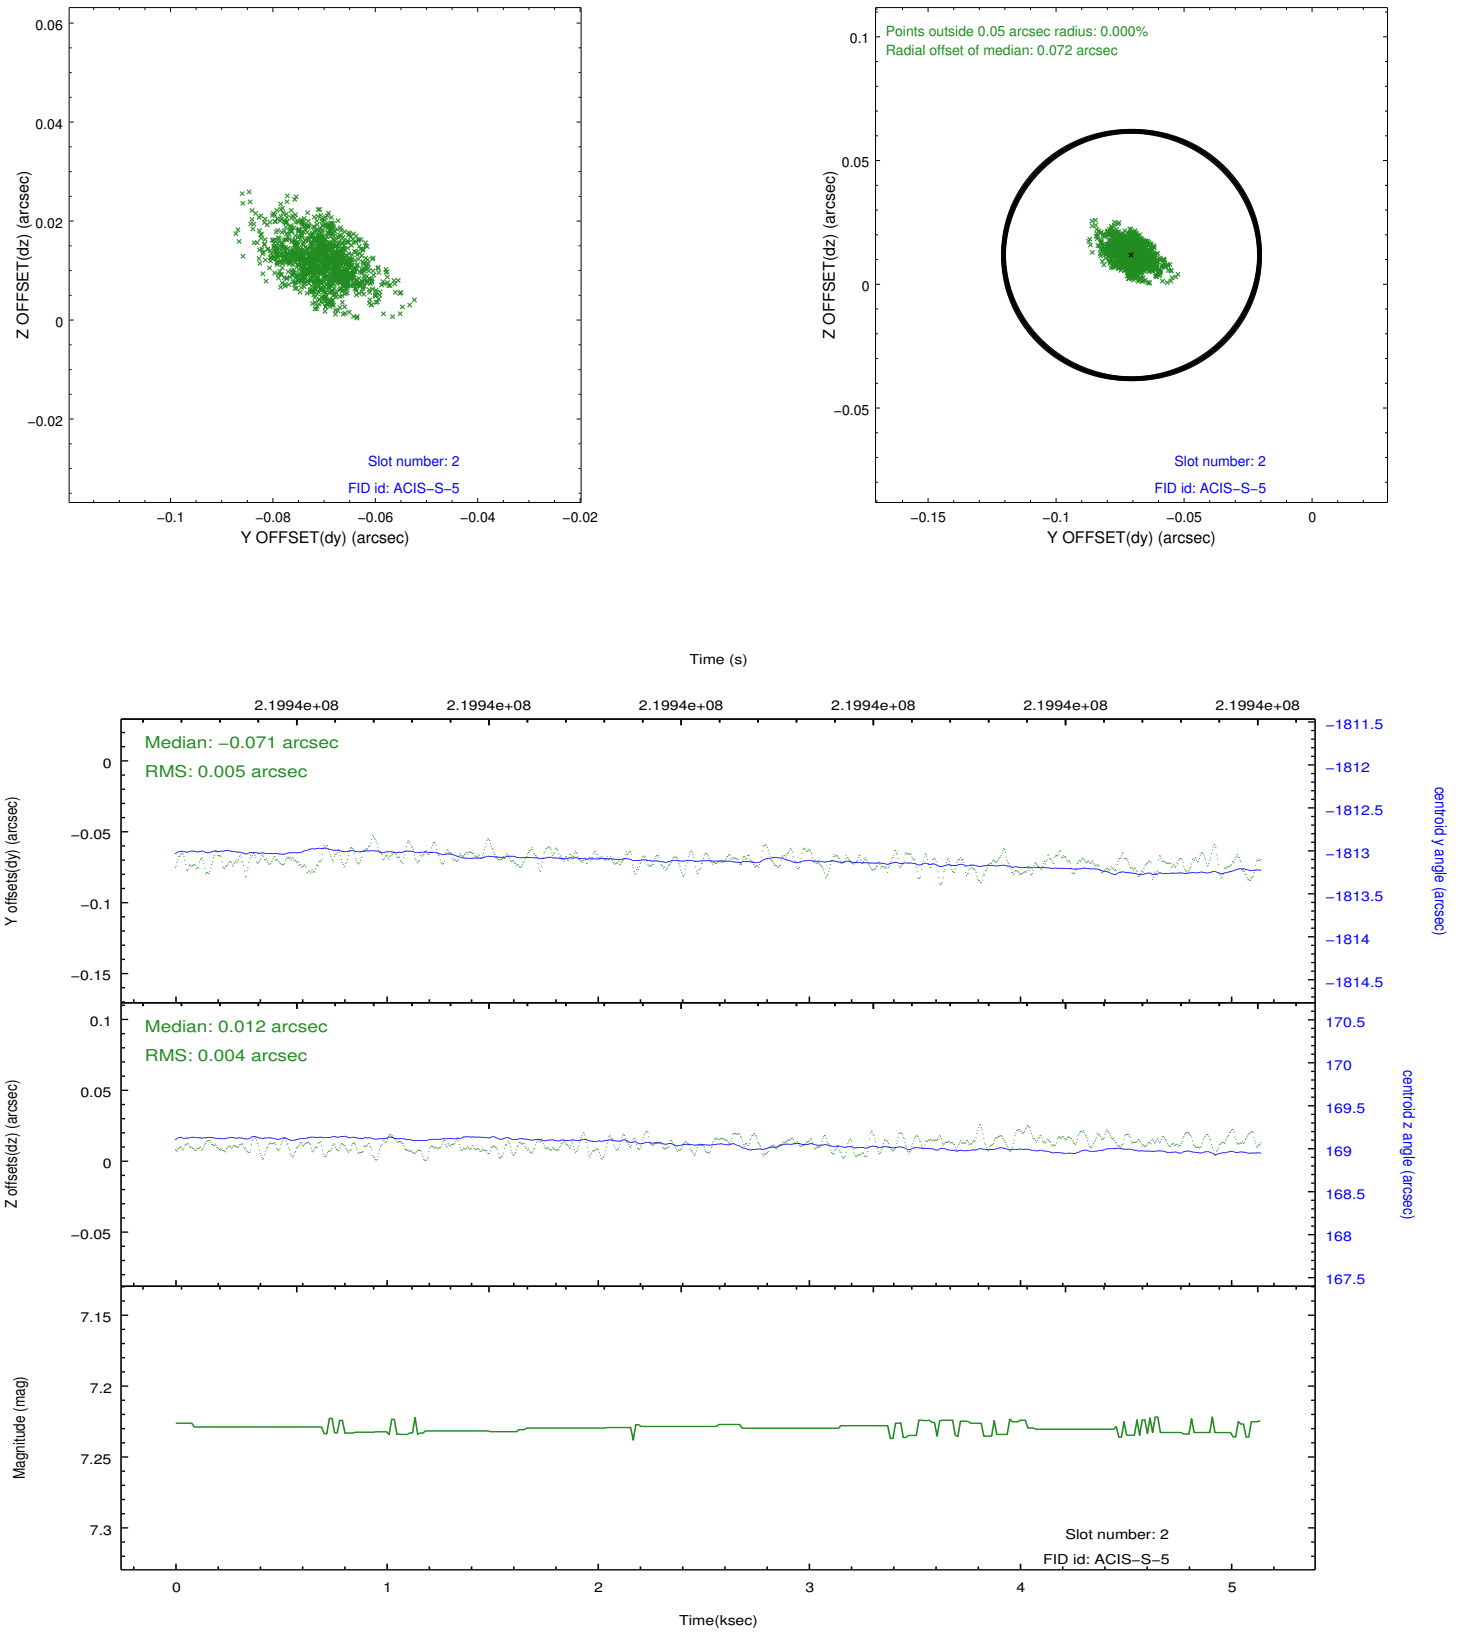 0.06
0.04
0.02
0
−0.02
Z OFFSET(dz) (arcsec)
Slot number: 2
FID id: ACIS−S−5
−0.1 −0.08 −0.06 −0.04 −0.02
Y OFFSET(dy) (arcsec)
Points outside 0.05 arcsec radius: 0.000%
Radial offset of median: 0.072 arcsec
0.1
0.05
0
−0.05
Z OFFSET(dz) (arcsec)
Slot number: 2
FID id: ACIS−S−5
−0.15 −0.1 −0.05 0
Y OFFSET(dy) (arcsec)
Time (s)
2.1994e+08 2.1994e+08 2.1994e+08 2.1994e+08 2.1994e+08 2.1994e+08
Median: −0.071 arcsec
RMS: 0.005 arcsec
0
−0.05
−0.1
−0.15
Y offsets(dy) (arcsec)
−1811.5
−1812
−1812.5
−1813
−1813.5
−1814
−1814.5
centroid y angle (arcsec)
Median: 0.012 arcsec
RMS: 0.004 arcsec
0.1
0.05
0
−0.05
Z offsets(dz) (arcsec)
170.5
170
169.5
169
168.5
168
167.5
centroid z angle (arcsec)
7.15
7.2
7.25
7.3
Magnitude (mag)
Slot number: 2
FID id: ACIS−S−5
0 1 2 3 4 5
Time(ksec)